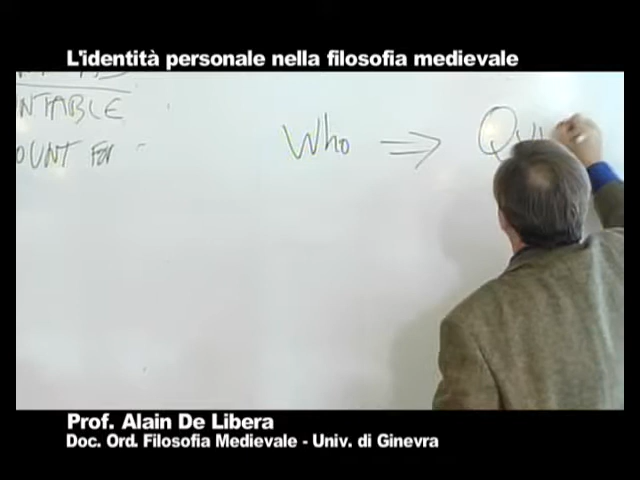 L'identità personale nella filosofia medievale
NTABLE
OUNT FOR
Who ⇒ Qui
Prof. Alain De Libera
Doc. Ord. Filosofia Medievale - Univ. di Ginevra